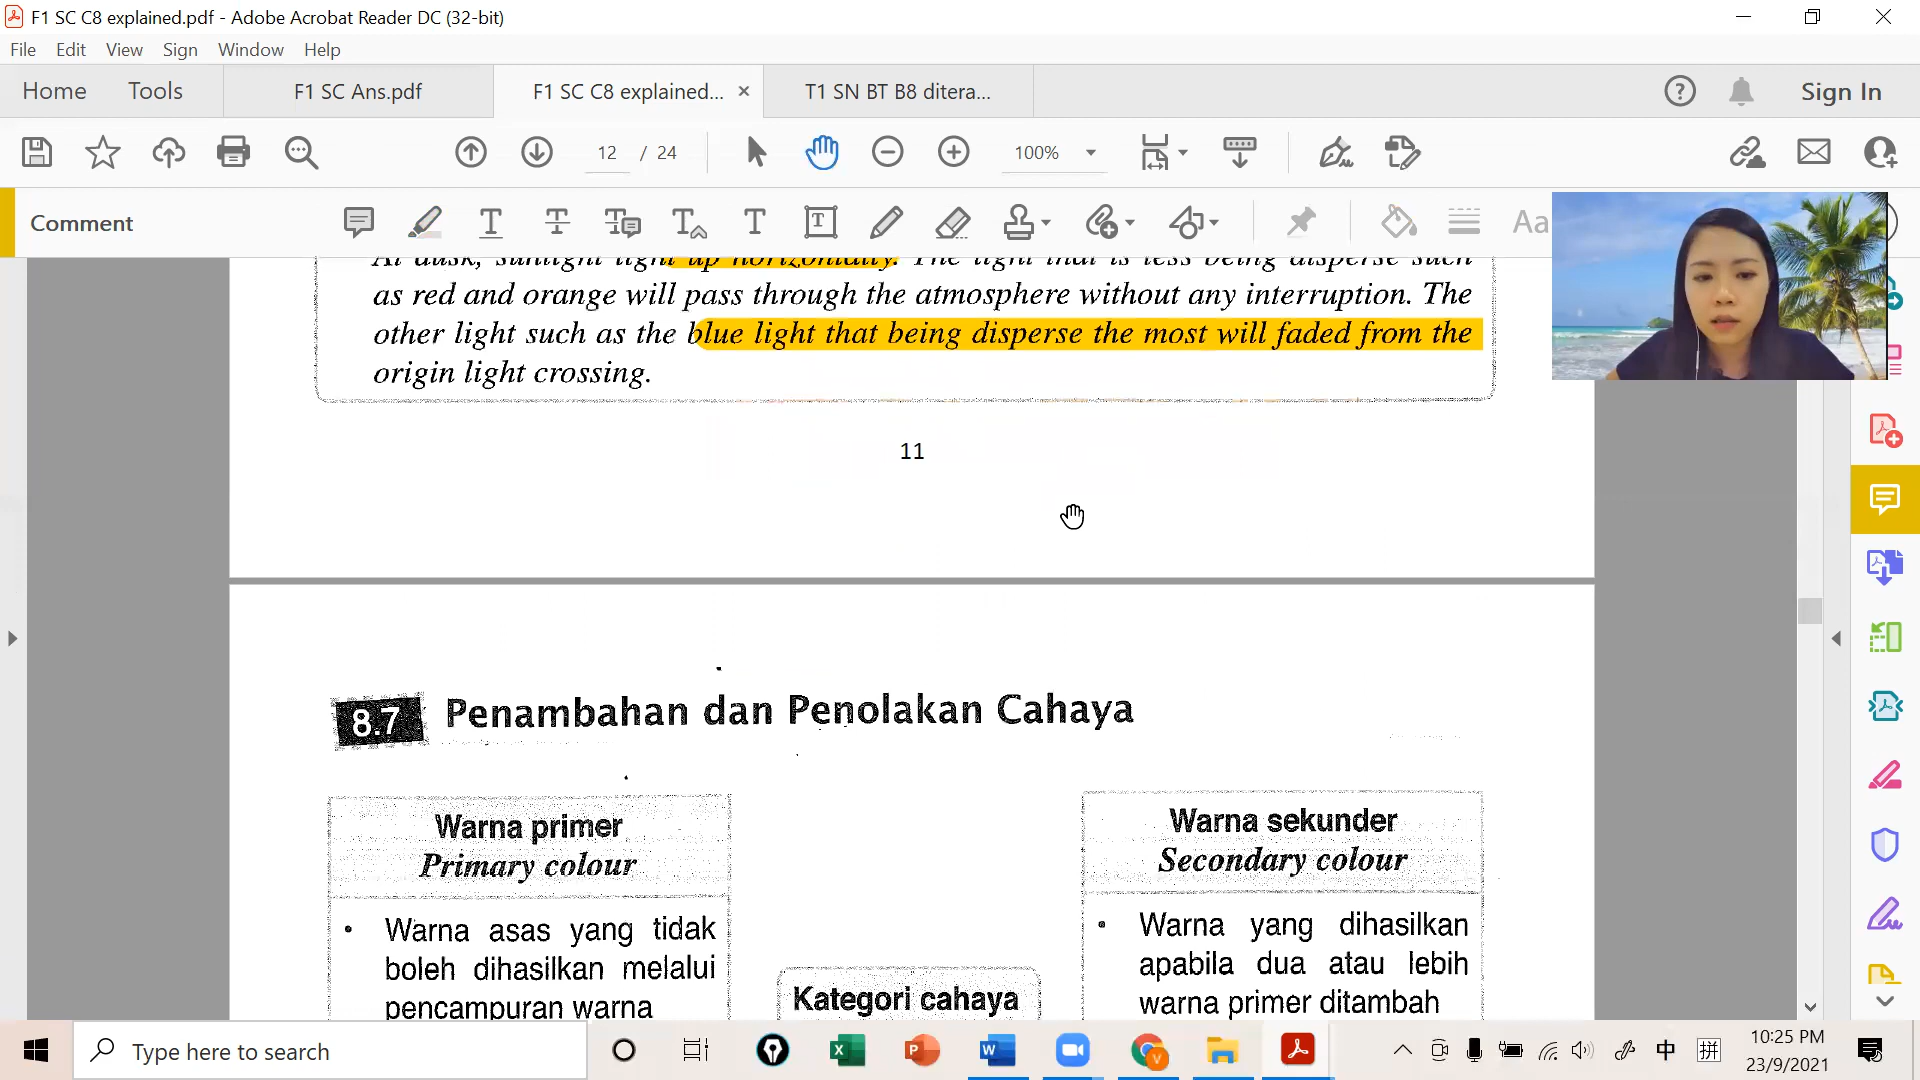 F1 SC C8 explained.pdf - Adobe Acrobat Reader DC (32-bit)
File Edit View Sign Window Help
Home Tools F1 SC Ans.pdf F1 SC C8 explained... × T1 SN BT B8 ditera... Sign In
12 / 24 100%
Comment Aa
At dusk, sunlight light up horizontally. The light that is less being disperse such
as red and orange will pass through the atmosphere without any interruption. The
other light such as the blue light that being disperse the most will faded from the
origin light crossing.
11
8.7 Penambahan dan Penolakan Cahaya
Warna primer
Primary colour
• Warna asas yang tidak
boleh dihasilkan melalui
pencampuran warna
Kategori cahaya
Warna sekunder
Secondary colour
• Warna yang dihasilkan
apabila dua atau lebih
warna primer ditambah
Type here to search
中 拼 10:25 PM
23/9/2021